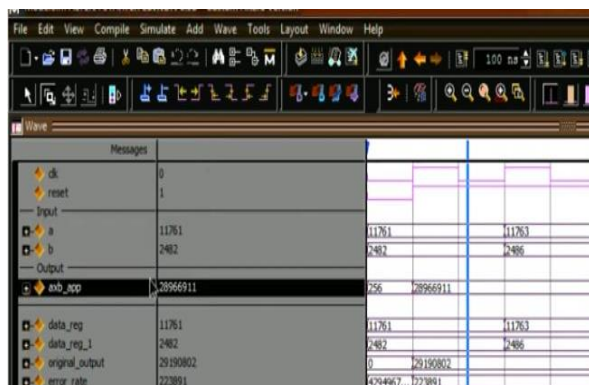 File Edit View Compile Simulate Add Wave Tools Layout Window Help
100 ns
Wave
Messages
clk 0
reset 1
Input
a 11761 11761 11763
b 2482 2482 2486
Output
axb_app 28966911 256 28966911
data_reg 11761 11761 11763
data_reg_1 2482 2482 2486
original_output 29190802 0 29190802
error_rate 223891 4294967... 223891